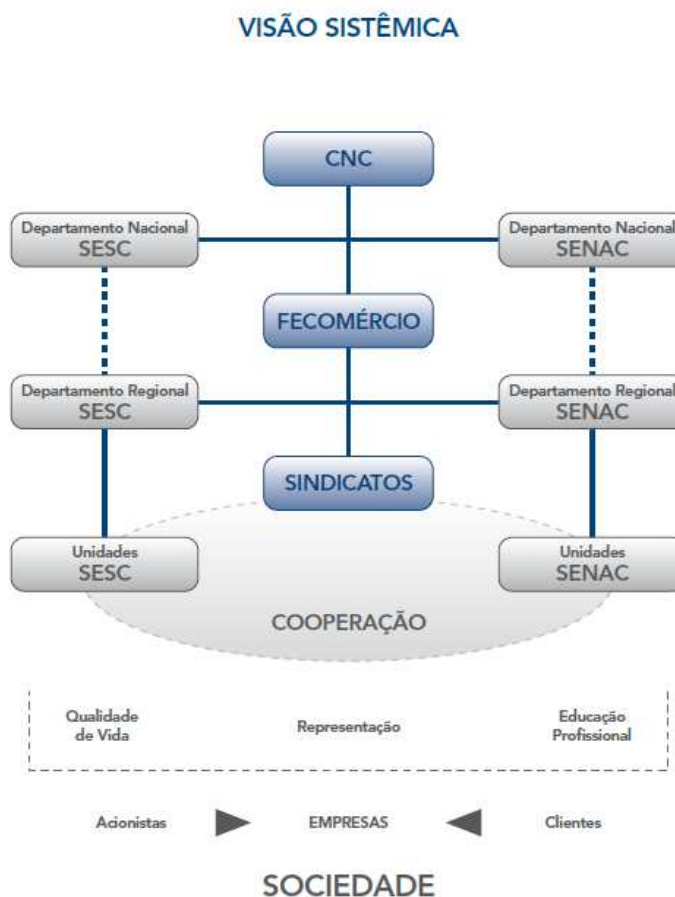 VISÃO SISTÊMICA
CNC
Departamento Nacional
SESC
Departamento Nacional
SENAC
FECOMÉRCIO
Departamento Regional
SESC
Departamento Regional
SENAC
SINDICATOS
Unidades
SESC
Unidades
SENAC
COOPERAÇÃO
Qualidade
de Vida
Representação
Educação
Profissional
Acionistas
EMPRESAS
Clientes
SOCIEDADE